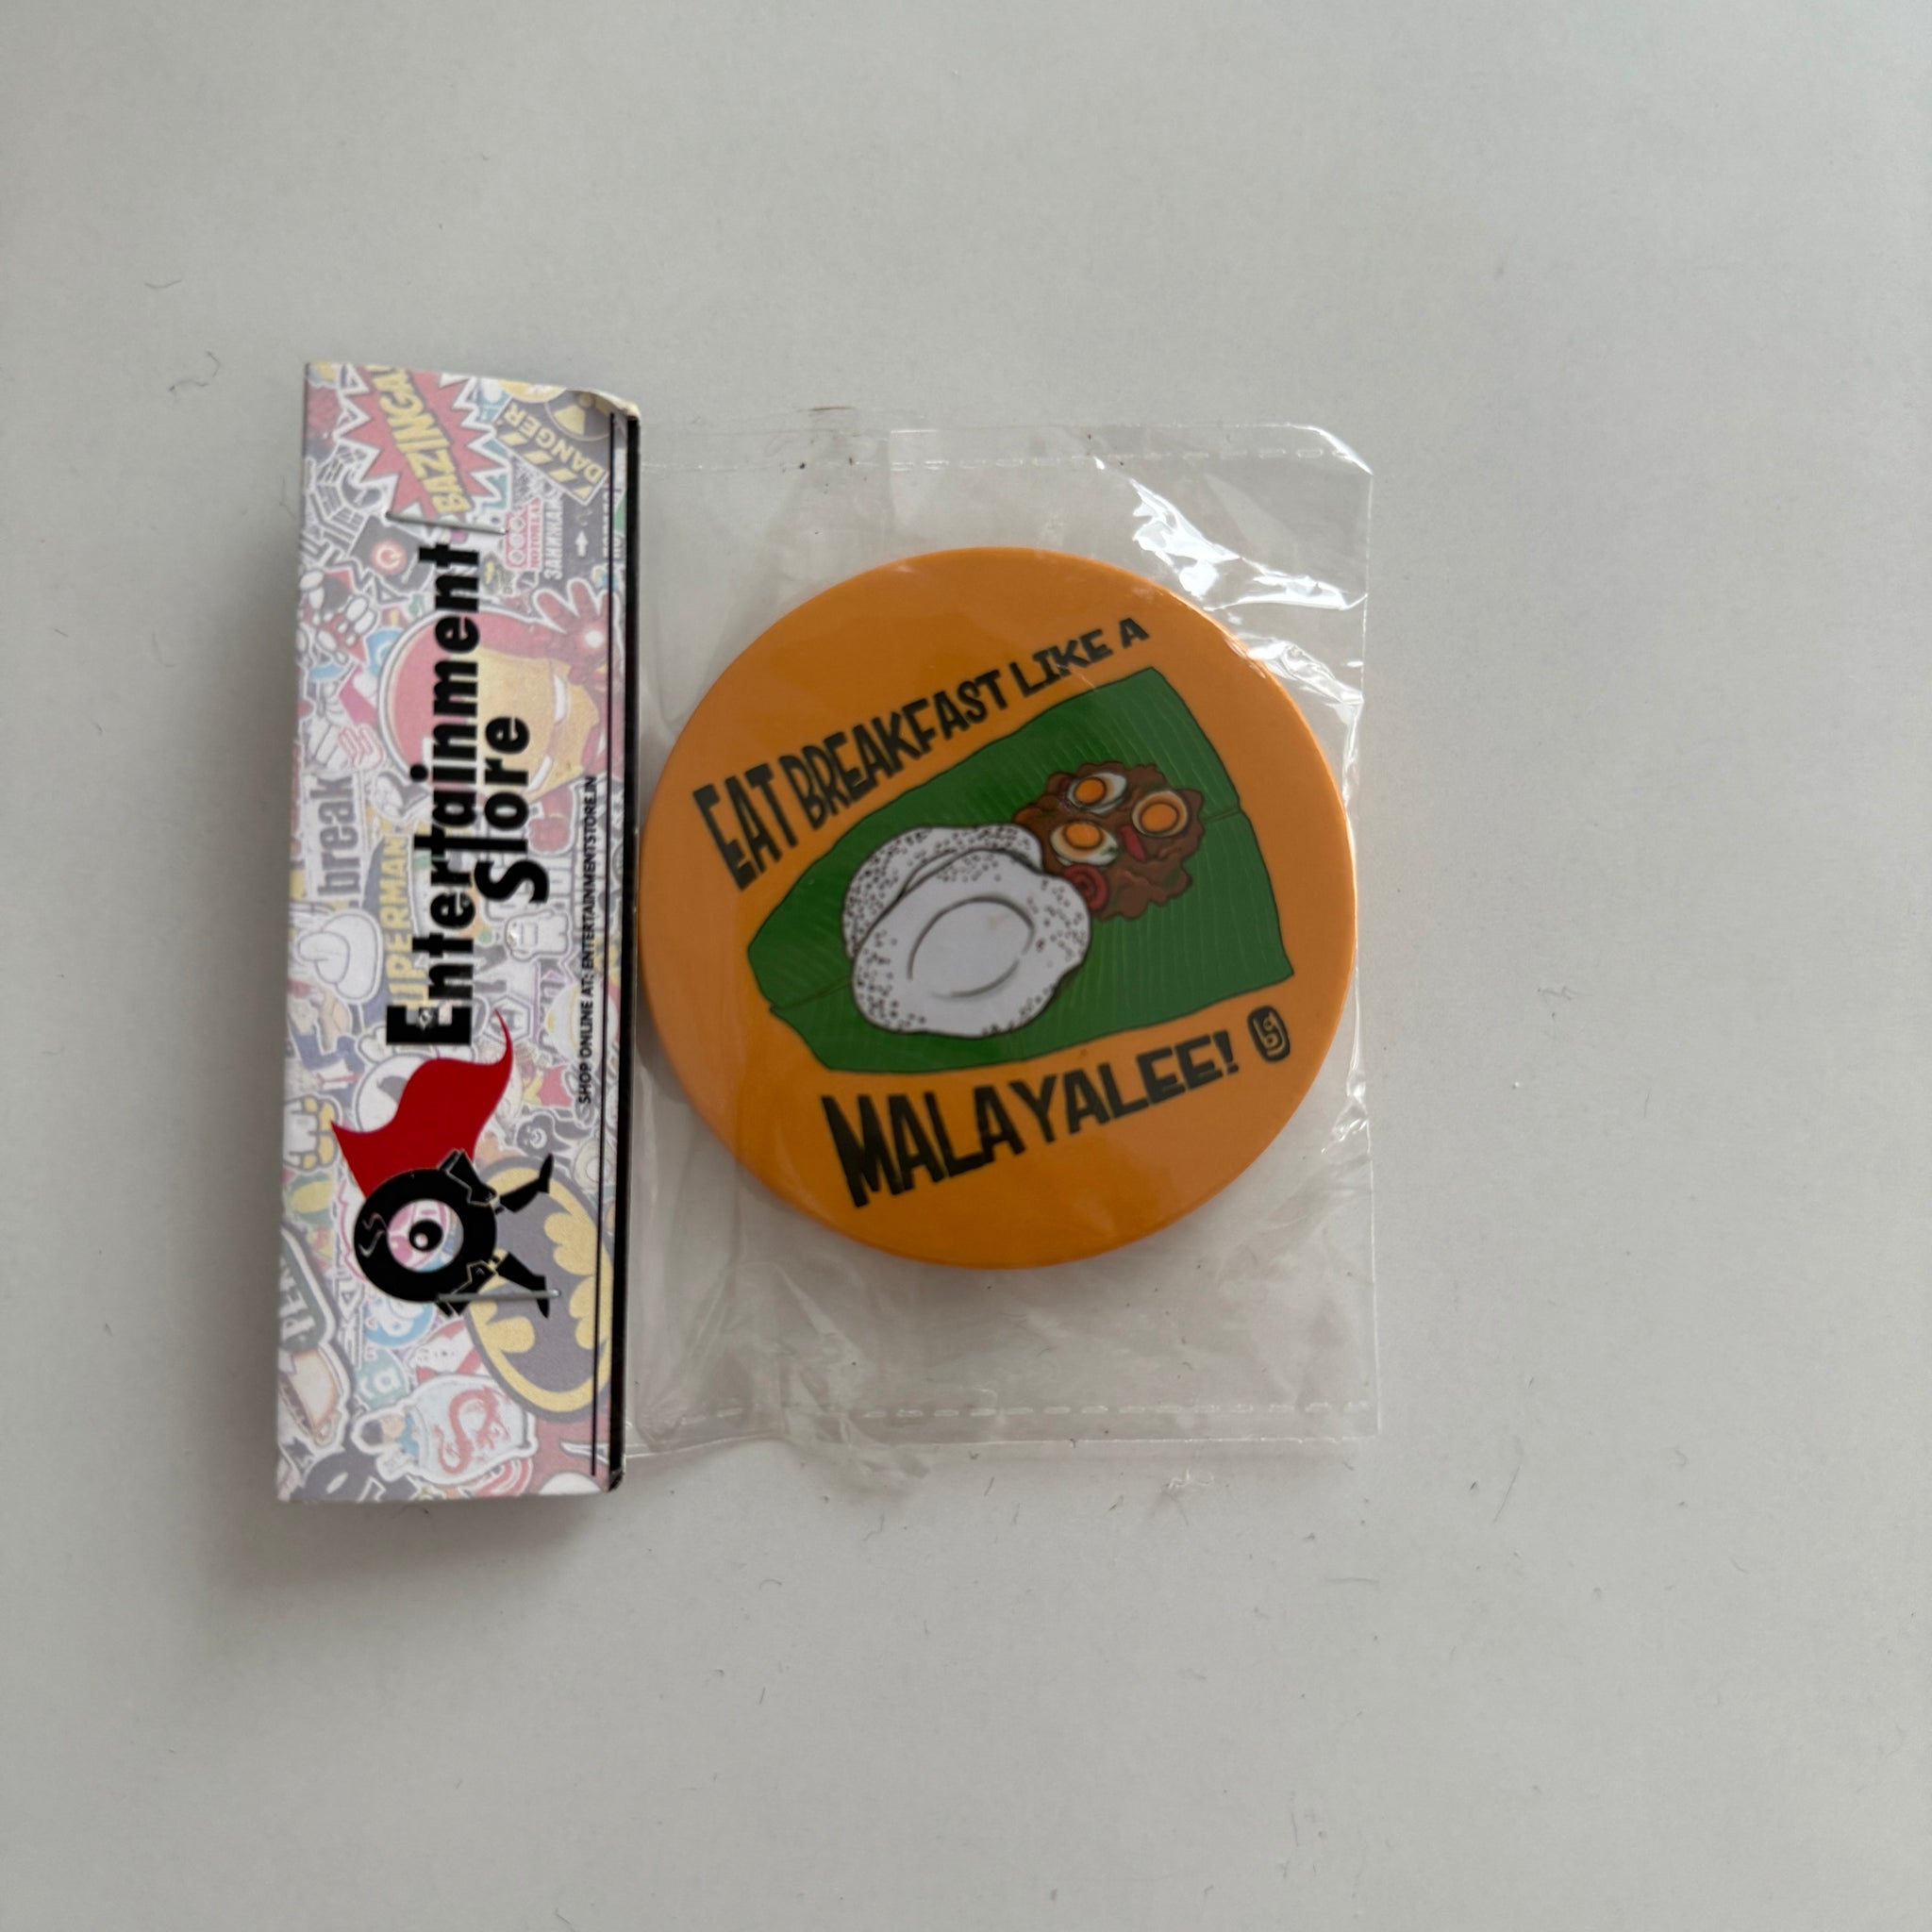 EAT BREAKFAST LIKE A
MALAYALEE!
Entertainment
Store
SHOP ONLINE AT: ENTERTAINMENTSTORE.IN
BAZINGA!
DANGER
break
SUPERMAN